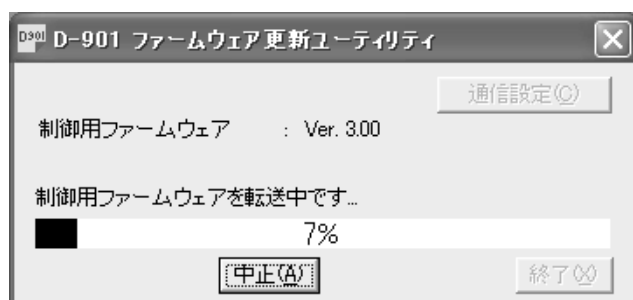 D901 D-901 ファームウェア更新ユーティリティ
通信設定(C)
制御用ファームウェア : Ver. 3.00
制御用ファームウェアを転送中です...
7%
中止(A) 終了(X)